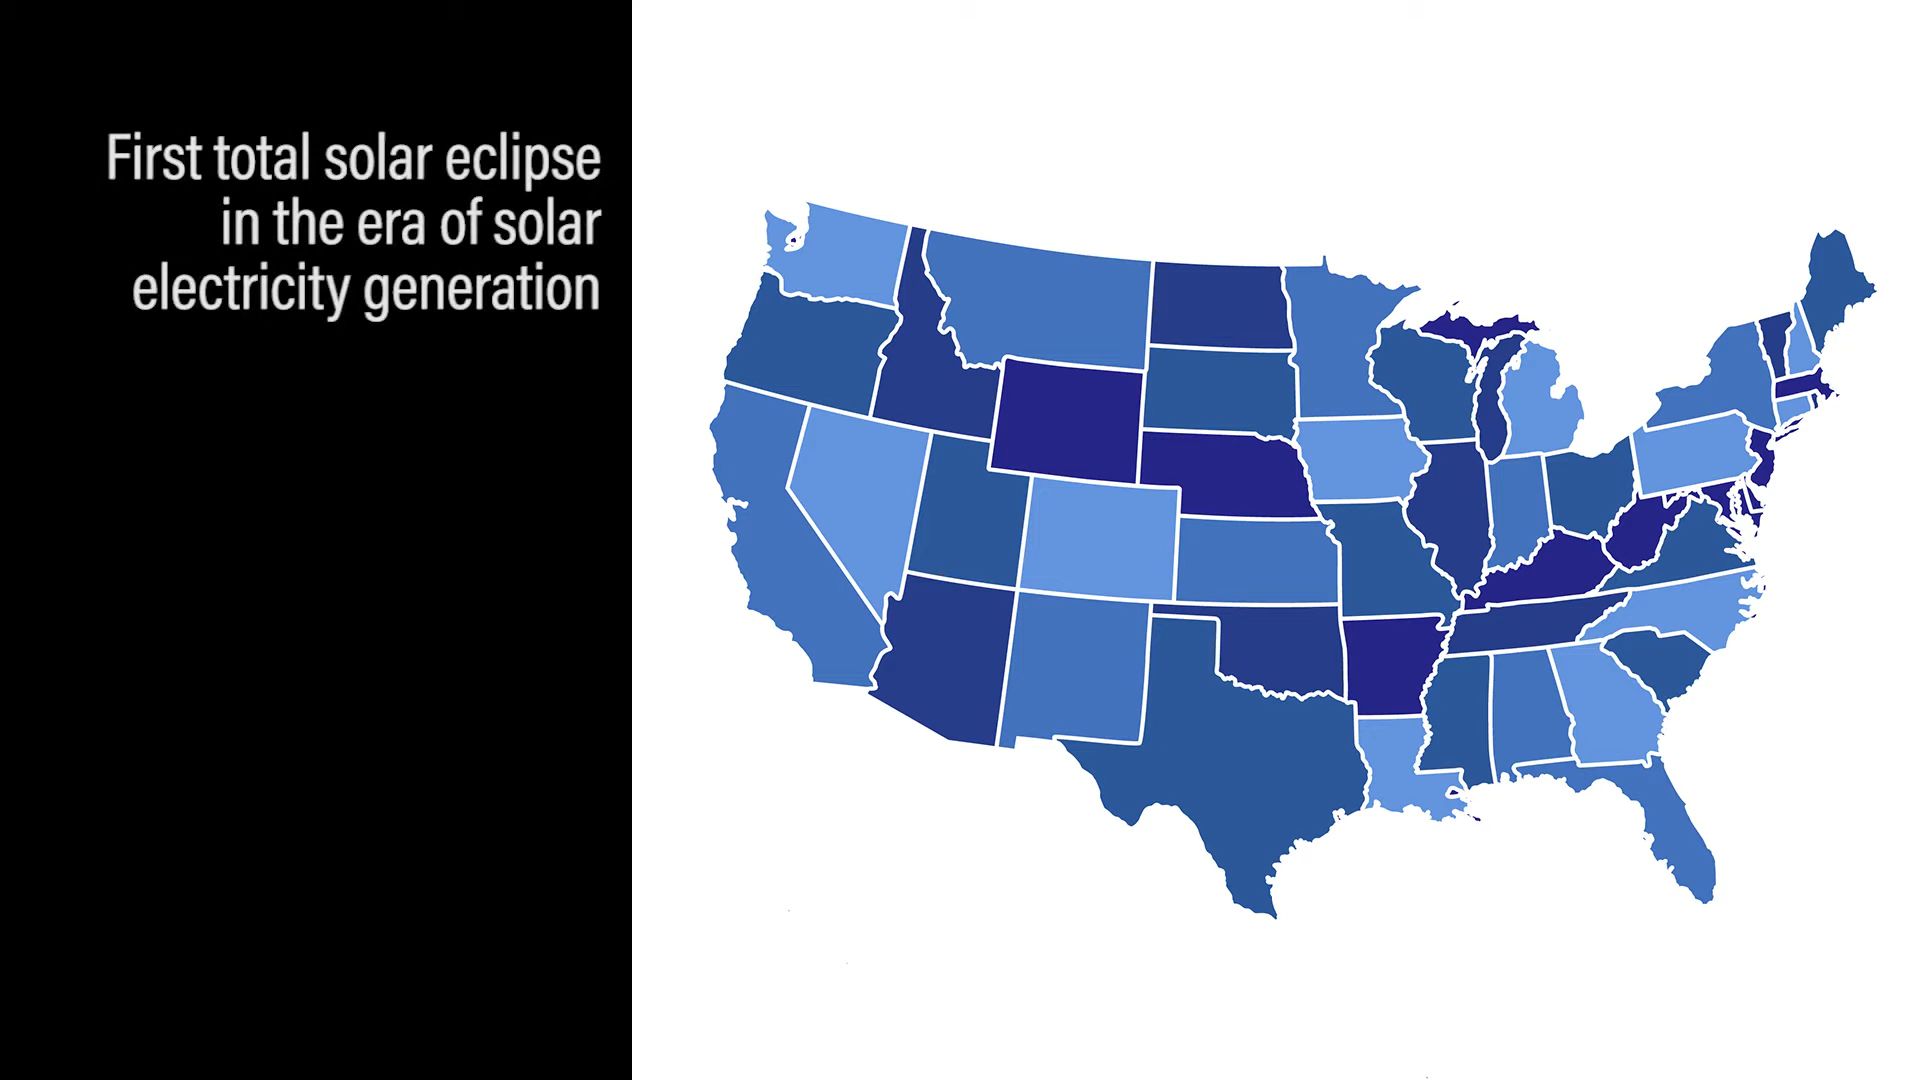 First total solar eclipse
in the era of solar
electricity generation